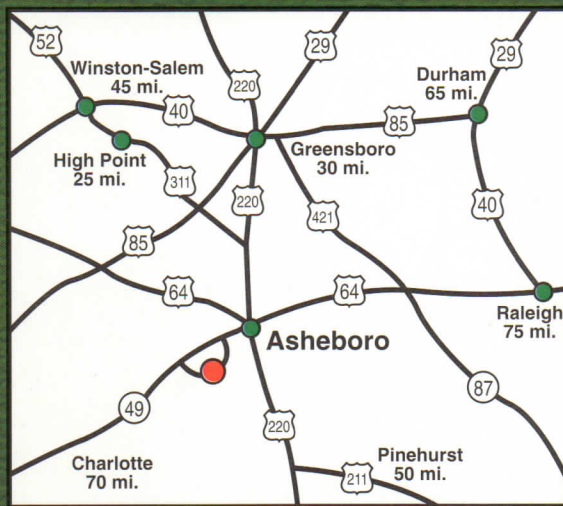 52
29
29
Winston-Salem
45 mi.
220
Durham
65 mi.
40
85
High Point
25 mi.
Greensboro
30 mi.
311
220
421
40
85
64
64
Raleigh
75 mi.
Asheboro
49
87
220
Charlotte
70 mi.
Pinehurst
50 mi.
211